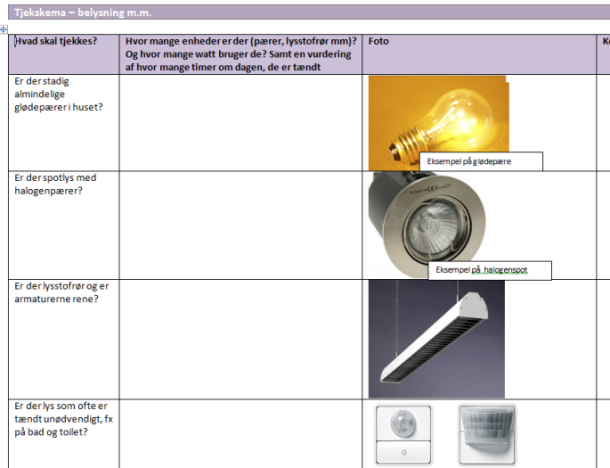 Tjekskema – belysning m.m.
Hvad skal tjekkes?
Hvor mange enheder er der (pærer, lysstofrør mm)?
Og hvor mange watt bruger de? Samt en vurdering
af hvor mange timer om dagen, de er tændt
Foto
Er der stadig
almindelige
glødepærer i huset?
Eksempel på glødepære
Er der spotlys med
halogenpærer?
Eksempel på halogenspot
Er der lysstofrør og er
armaturerne rene?
Er der lys som ofte er
tændt unødvendigt, fx
på bad og toilet?